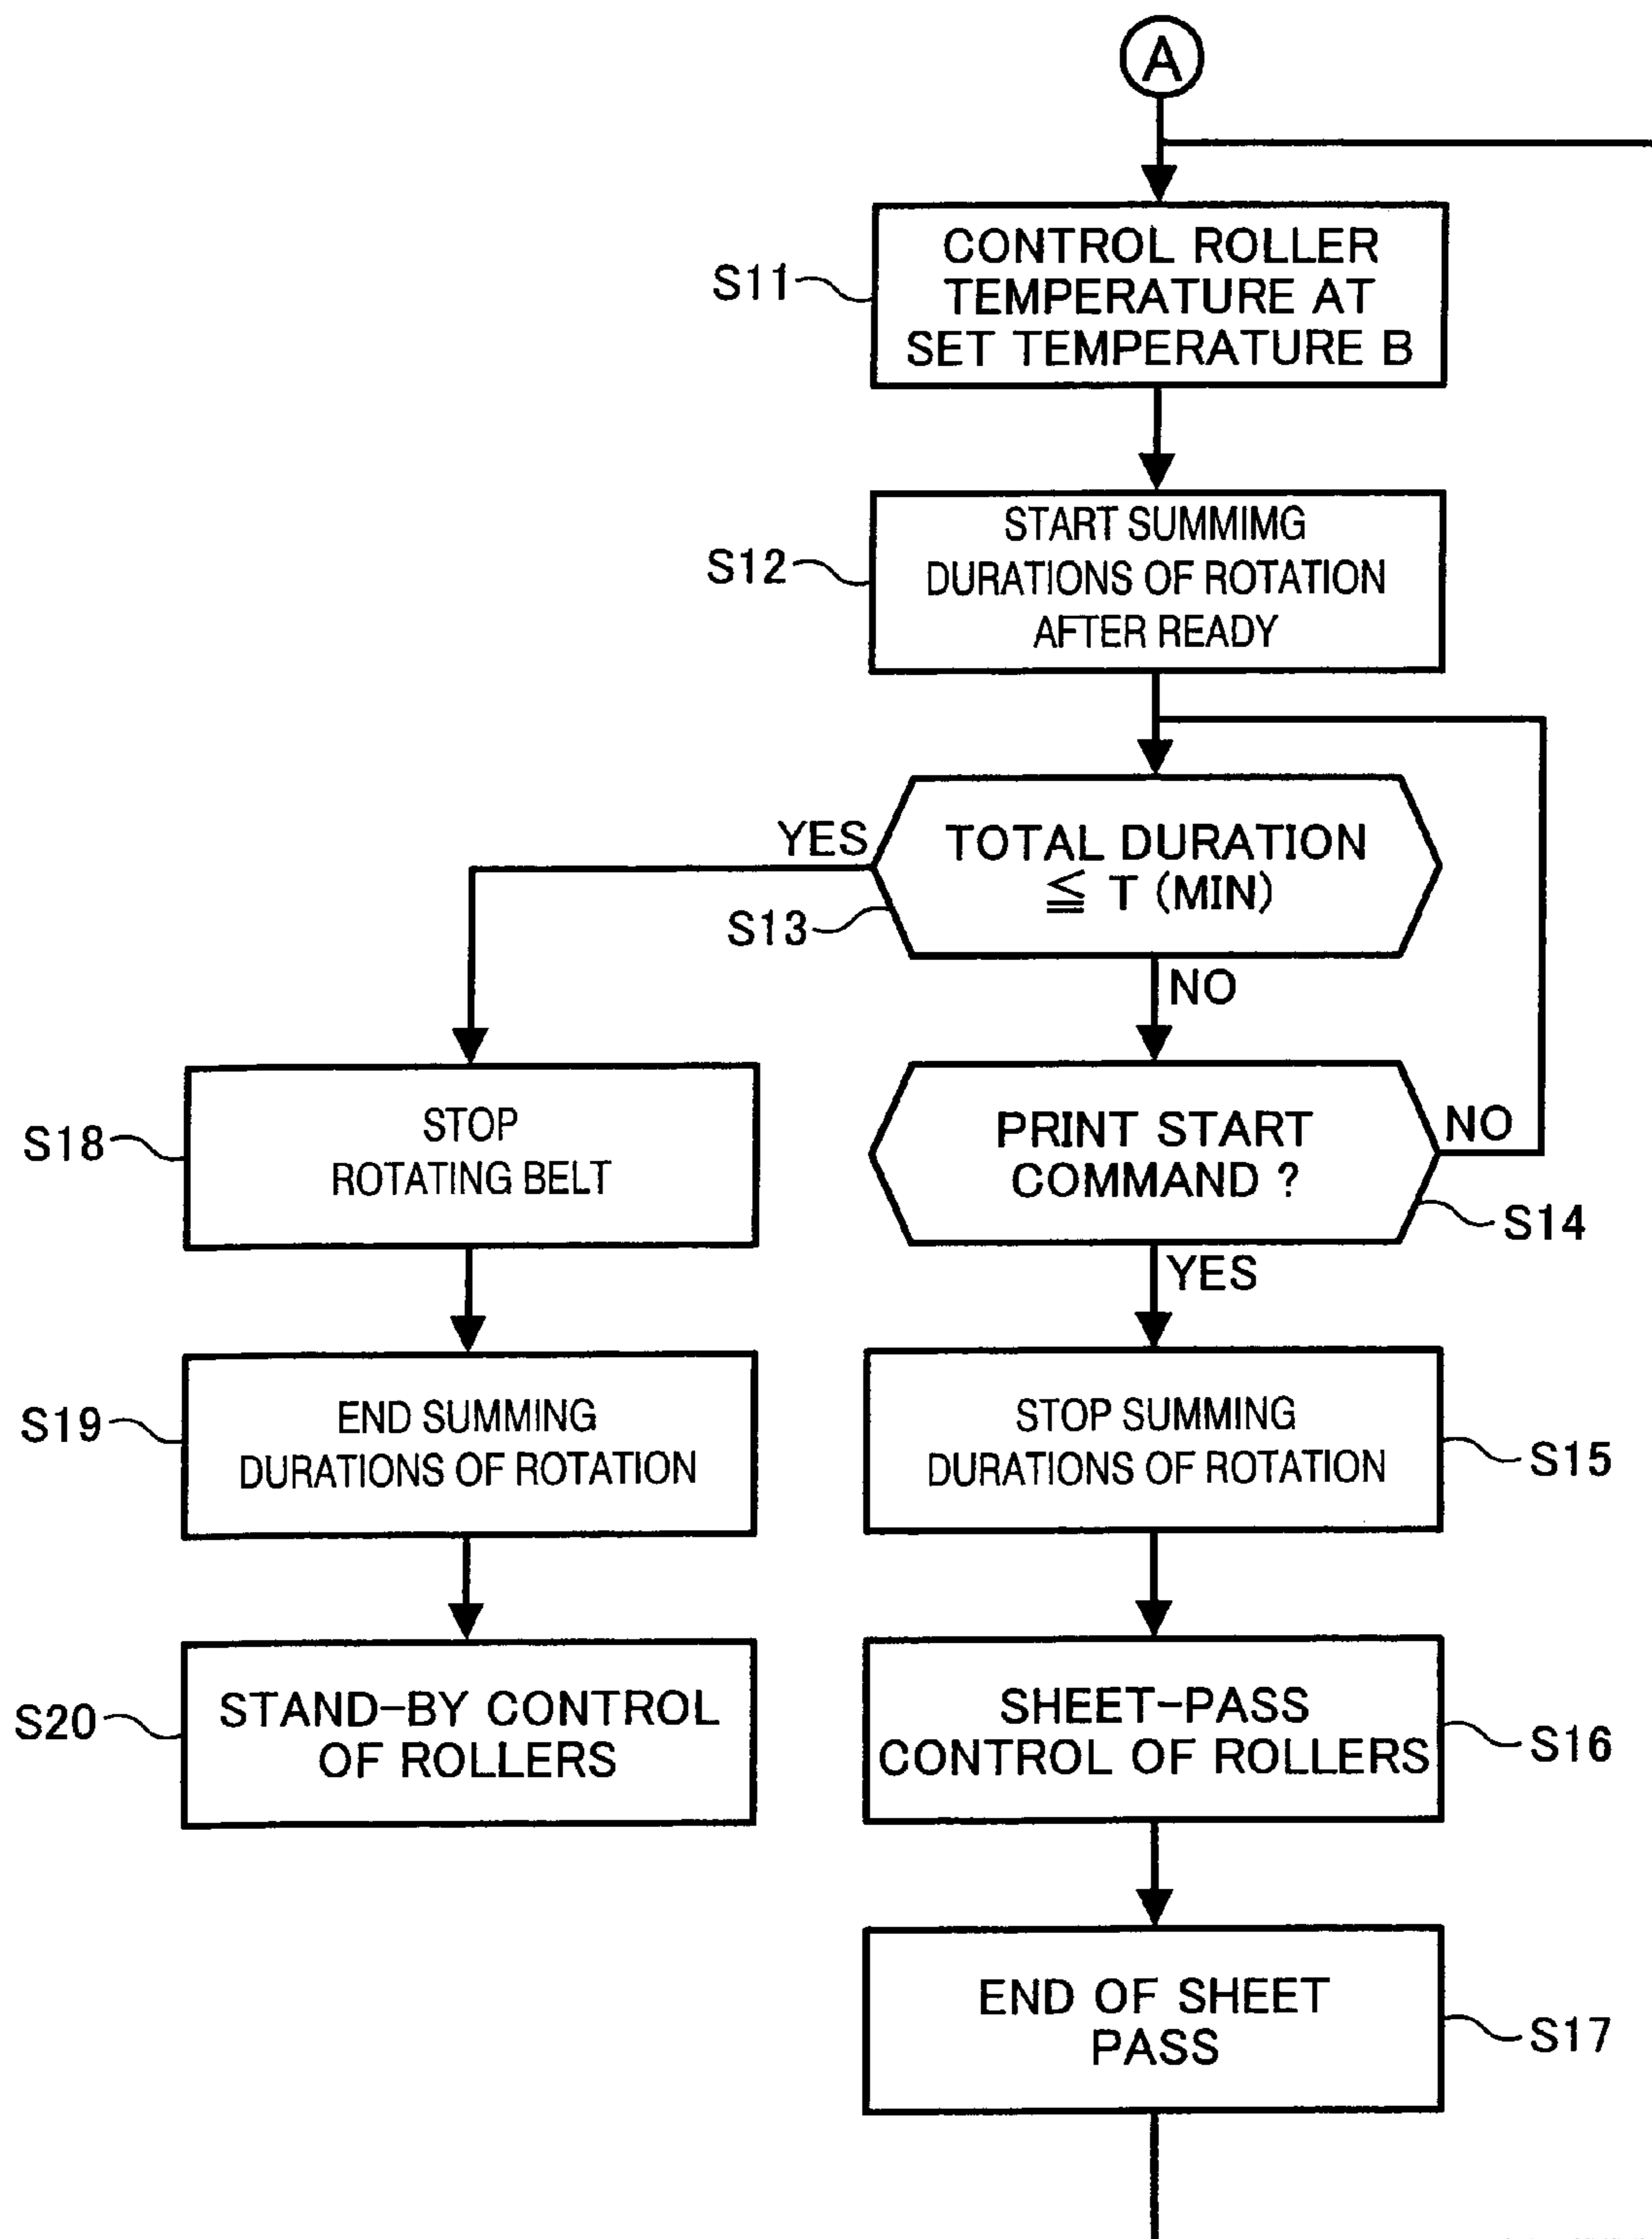 A
CONTROL ROLLER
TEMPERATURE AT
SET TEMPERATURE B
S11
START SUMMIMG
DURATIONS OF ROTATION
AFTER READY
S12
TOTAL DURATION
≦ T (MIN)
YES
S13
NO
PRINT START
COMMAND ?
NO
S14
YES
STOP
ROTATING BELT
S18
STOP SUMMING
DURATIONS OF ROTATION
S15
END SUMMING
DURATIONS OF ROTATION
S19
SHEET-PASS
CONTROL OF ROLLERS
S16
STAND-BY CONTROL
OF ROLLERS
S20
END OF SHEET
PASS
S17